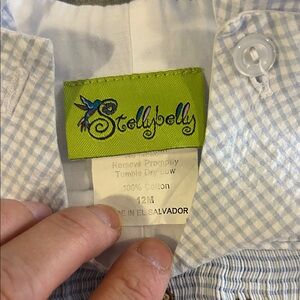 Stellybelly
Remove Promptly
Tumble Dry Low
100% Cotton
12M
IN EL SALVADOR